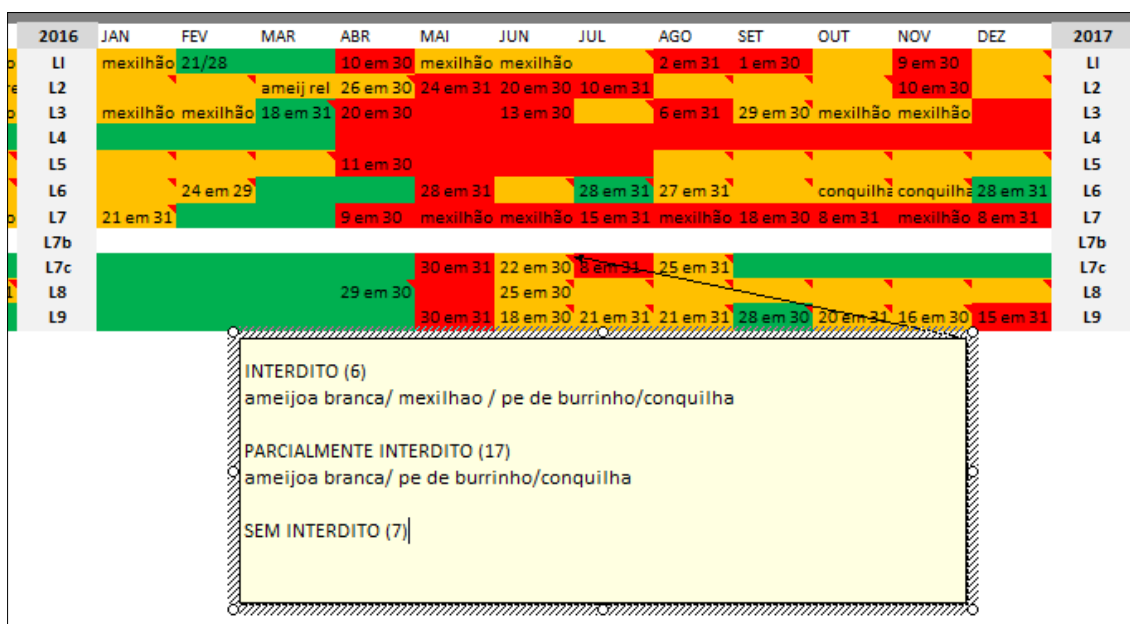 2016 JAN FEV MAR ABR MAI JUN JUL AGO SET OUT NOV DEZ 2017
LI mexilhão 21/28 10 em 30 mexilhão mexilhão 2 em 31 1 em 30 9 em 30 LI
L2 ameij rel 26 em 30 24 em 31 20 em 30 10 em 31 10 em 30 L2
L3 mexilhão mexilhão 18 em 31 20 em 30 13 em 30 6 em 31 29 em 30 mexilhão mexilhão L3
L4 L4
L5 11 em 30 L5
L6 24 em 29 28 em 31 28 em 31 27 em 31 conquilha conquilha 28 em 31 L6
L7 21 em 31 9 em 30 mexilhão mexilhão 15 em 31 mexilhão 18 em 30 8 em 31 mexilhão 8 em 31 L7
L7b L7b
L7c 30 em 31 22 em 30 8 em 31 25 em 31 L7c
L8 29 em 30 25 em 30 L8
L9 30 em 31 18 em 30 21 em 31 21 em 31 28 em 30 20 em 31 16 em 30 15 em 31 L9
INTERDITO (6)
ameijoa branca/ mexilhao / pe de burrinho/conquilha
PARCIALMENTE INTERDITO (17)
ameijoa branca/ pe de burrinho/conquilha
SEM INTERDITO (7)